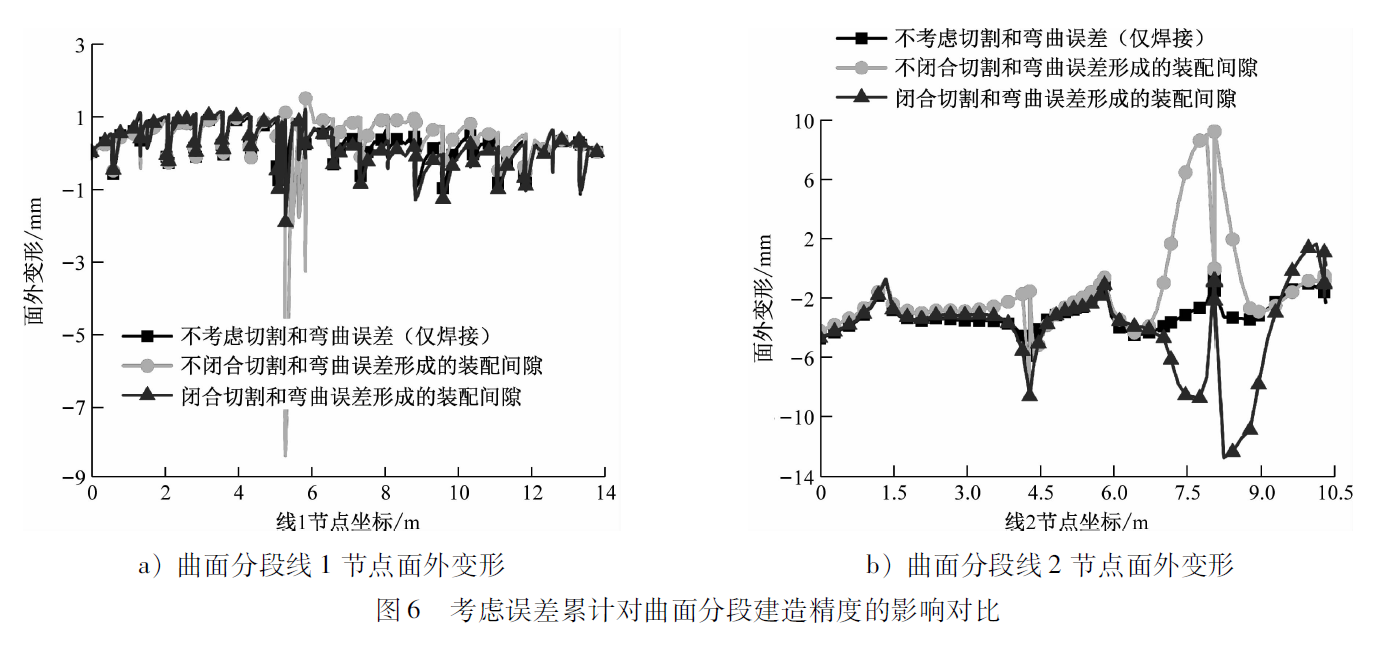 3
1
−1
−3
−5
−7
−9
面外变形/mm
不考虑切割和弯曲误差（仅焊接）
不闭合切割和弯曲误差形成的装配间隙
闭合切割和弯曲误差形成的装配间隙
0 2 4 6 8 10 12 14
线1节点坐标/m
a）曲面分段线 1 节点面外变形
不考虑切割和弯曲误差（仅焊接）
不闭合切割和弯曲误差形成的装配间隙
闭合切割和弯曲误差形成的装配间隙
10
6
2
−2
−6
−10
−14
面外变形/mm
0 1.5 3.0 4.5 6.0 7.5 9.0 10.5
线2节点坐标/m
b）曲面分段线 2 节点面外变形
图 6 考虑误差累计对曲面分段建造精度的影响对比